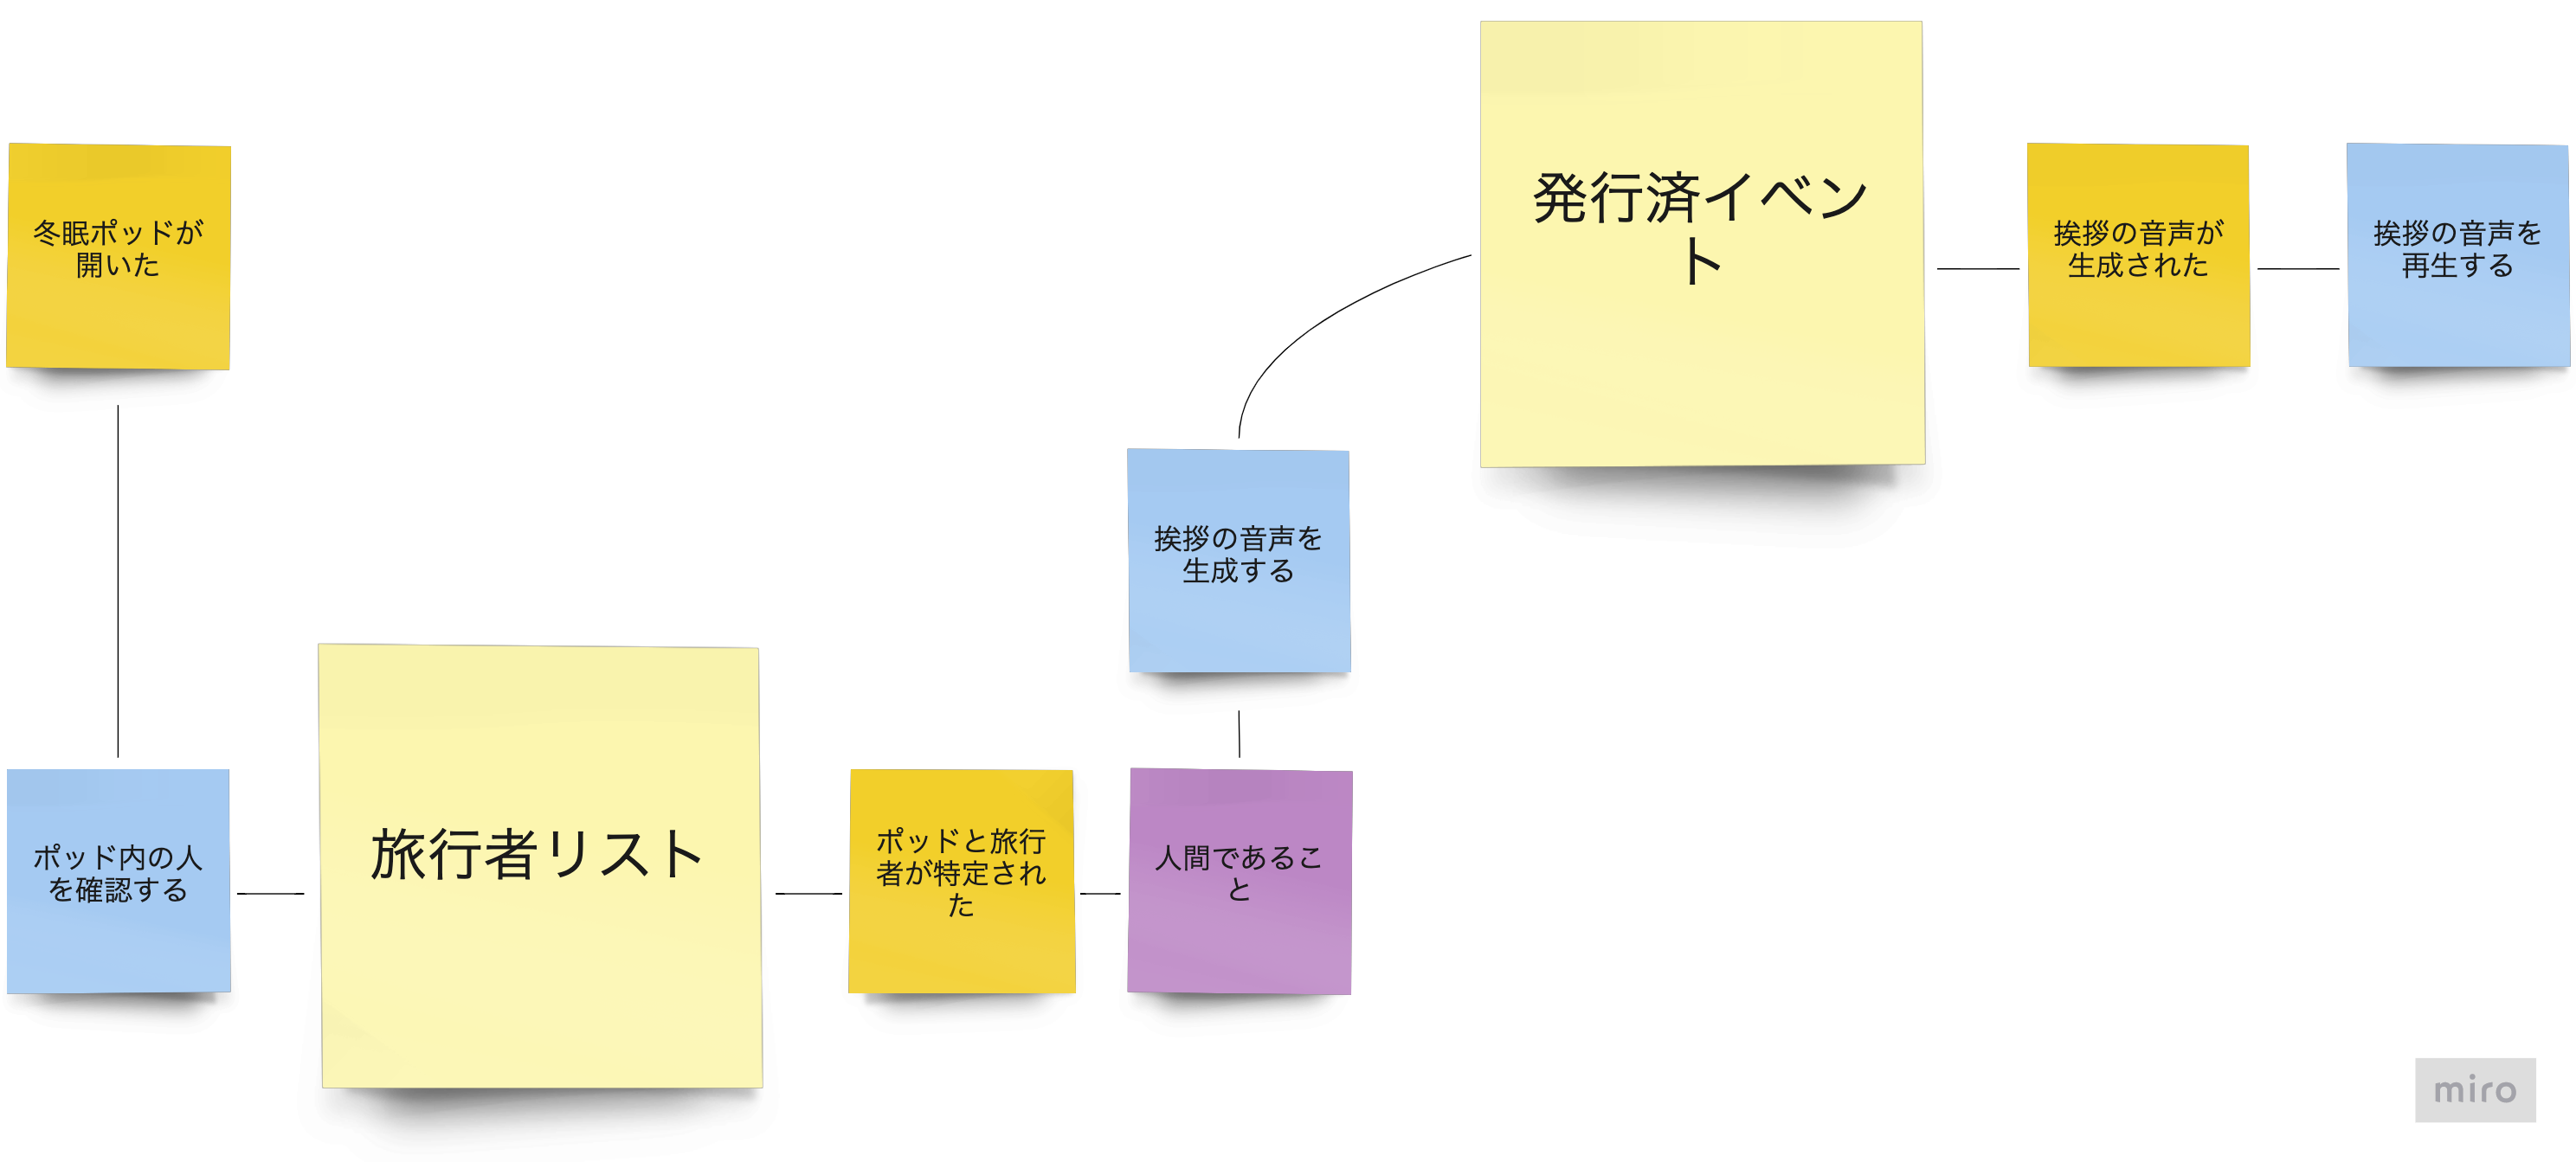 冬眠ポッドが
開いた
ポッド内の人
を確認する
旅行者リスト
ポッドと旅行
者が特定され
た
人間であるこ
と
挨拶の音声を
生成する
発行済イベン
ト
挨拶の音声が
生成された
挨拶の音声を
再生する
miro